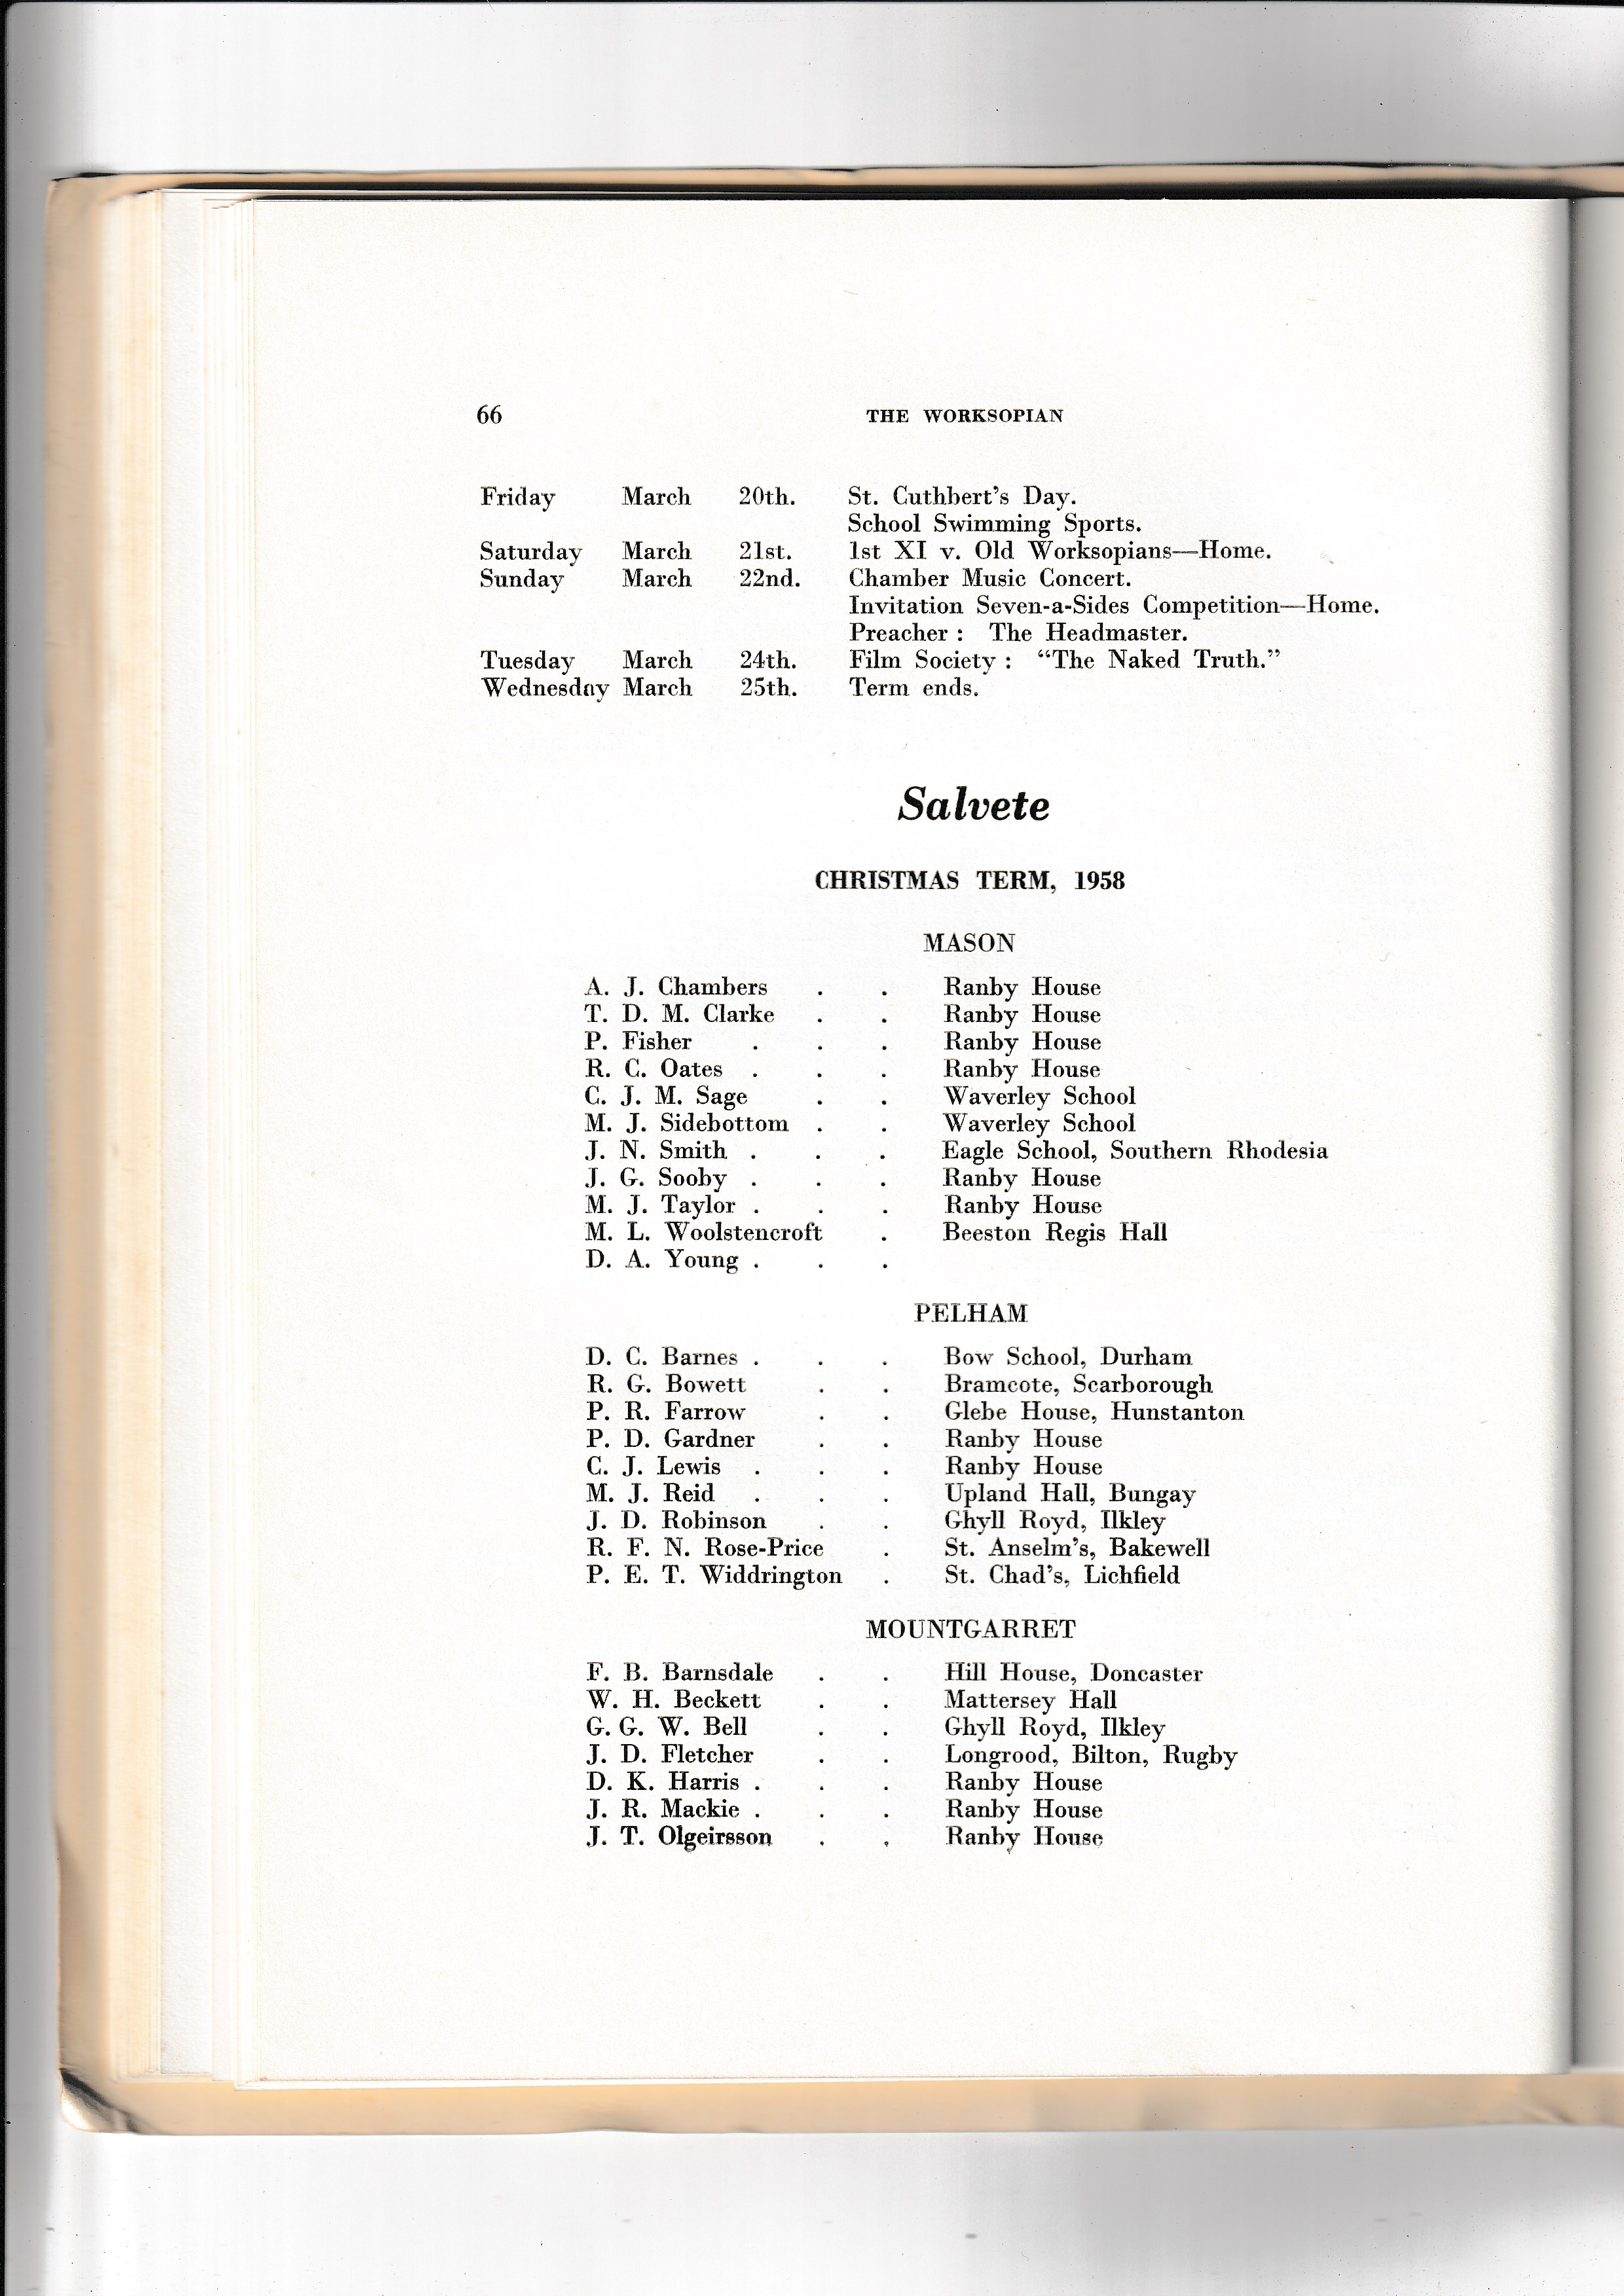 66 THE WORKSOPIAN
Friday March 20th. St. Cuthbert's Day.
School Swimming Sports.
Saturday March 21st. 1st XI v. Old Worksopians—Home.
Sunday March 22nd. Chamber Music Concert.
Invitation Seven-a-Sides Competition—Home.
Preacher : The Headmaster.
Tuesday March 24th. Film Society : “The Naked Truth.”
Wednesday March 25th. Term ends.
Salvete
CHRISTMAS TERM, 1958
MASON
A. J. Chambers . . Ranby House
T. D. M. Clarke . . Ranby House
P. Fisher . . . Ranby House
R. C. Oates . . . Ranby House
C. J. M. Sage . . Waverley School
M. J. Sidebottom . . Waverley School
J. N. Smith . . . Eagle School, Southern Rhodesia
J. G. Sooby . . . Ranby House
M. J. Taylor . . . Ranby House
M. L. Woolstencroft . Beeston Regis Hall
D. A. Young . . .
PELHAM
D. C. Barnes . . . Bow School, Durham
R. G. Bowett . . Bramcote, Scarborough
P. R. Farrow . . Glebe House, Hunstanton
P. D. Gardner . . Ranby House
C. J. Lewis . . . Ranby House
M. J. Reid . . . Upland Hall, Bungay
J. D. Robinson . . Ghyll Royd, Ilkley
R. F. N. Rose-Price . St. Anselm's, Bakewell
P. E. T. Widdrington . St. Chad's, Lichfield
MOUNTGARRET
F. B. Barnsdale . . Hill House, Doncaster
W. H. Beckett . . Mattersey Hall
G. G. W. Bell . . Ghyll Royd, Ilkley
J. D. Fletcher . . Longrood, Bilton, Rugby
D. K. Harris . . . Ranby House
J. R. Mackie . . . Ranby House
J. T. Olgeirsson . . Ranby House